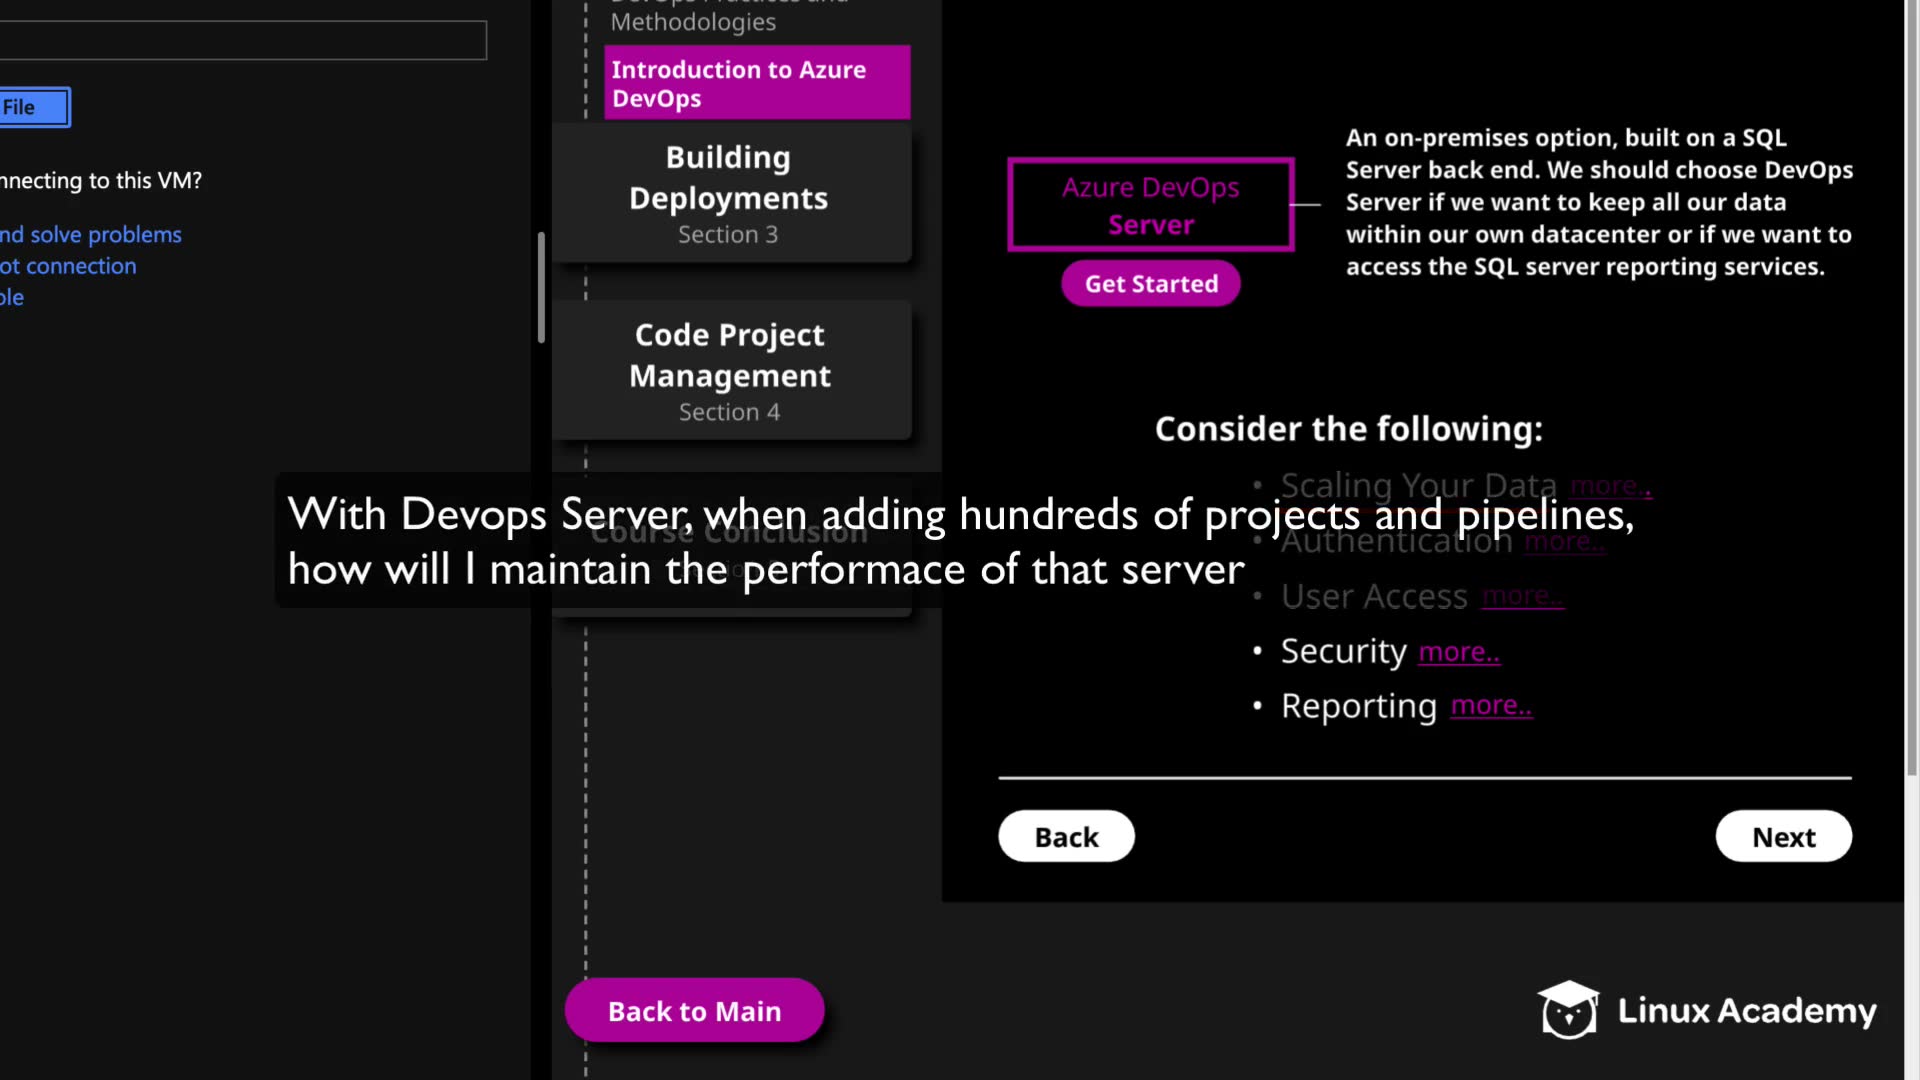 File
nnecting to this VM?
nd solve problems
ot connection
ole
DevOps Practices and
Methodologies
Introduction to Azure
DevOps
Building
Deployments
Section 3
Code Project
Management
Section 4
Course Conclusion
Back to Main
Azure DevOps
Server
Get Started
An on-premises option, built on a SQL
Server back end. We should choose DevOps
Server if we want to keep all our data
within our own datacenter or if we want to
access the SQL server reporting services.
Consider the following:
• Scaling Your Data more..
• Authentication more..
• User Access more..
• Security more..
• Reporting more..
With Devops Server, when adding hundreds of projects and pipelines,
how will I maintain the performace of that server
Back
Next
Linux Academy